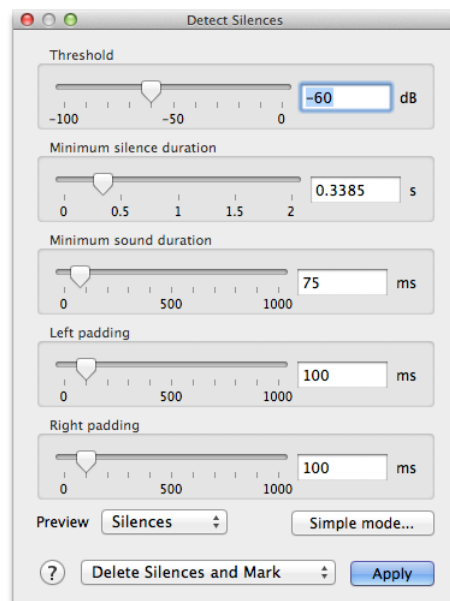 Detect Silences
Threshold
-60 dB
-100 -50 0
Minimum silence duration
0.3385 s
0 0.5 1 1.5 2
Minimum sound duration
75 ms
0 500 1000
Left padding
100 ms
0 500 1000
Right padding
100 ms
0 500 1000
Preview Silences Simple mode...
? Delete Silences and Mark Apply